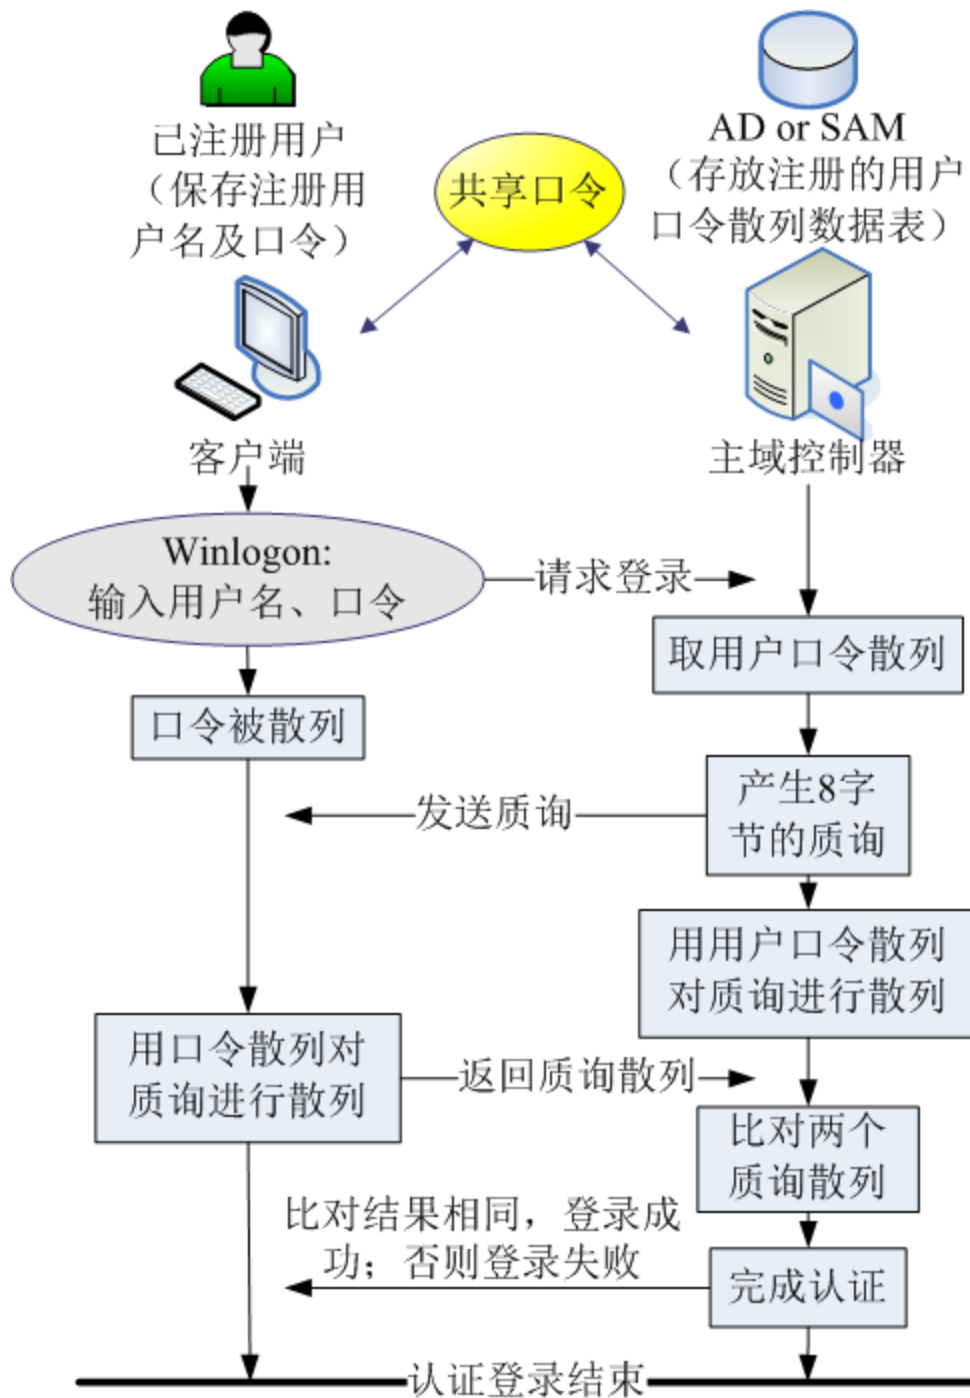 已注册用户
（保存注册用
户名及口令）
共享口令
AD or SAM
（存放注册的用户
口令散列数据表）
客户端
主域控制器
Winlogon:
输入用户名、口令
请求登录
取用户口令散列
口令被散列
产生8字
节的质询
发送质询
用用户口令散列
对质询进行散列
用口令散列对
质询进行散列
返回质询散列
比对两个
质询散列
比对结果相同，登录成
功；否则登录失败
完成认证
认证登录结束